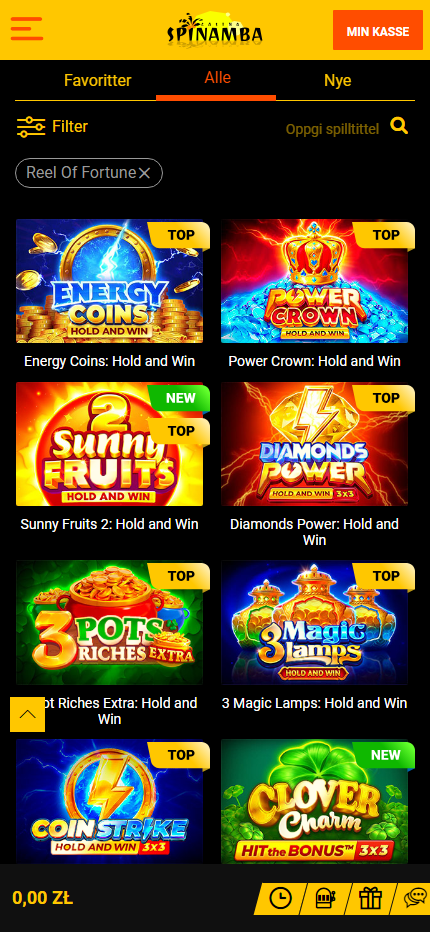 CASINO
SPINAMBA
MIN KASSE
Favoritter
Alle
Nye
Filter
Oppgi spilltittel
Reel Of Fortune
TOP
ENERGY
COINS
HOLD AND WIN
Energy Coins: Hold and Win
TOP
POWER
CROWN
HOLD AND WIN
Power Crown: Hold and Win
NEW
TOP
2
Sunny
FRUITS
HOLD AND WIN
Sunny Fruits 2: Hold and Win
TOP
DIAMONDS
POWER
HOLD AND WIN 3X3
Diamonds Power: Hold and
Win
TOP
3 POTS
RICHES EXTRA
ot Riches Extra: Hold and
Win
TOP
3 Magic
Lamps
HOLD AND WIN
3 Magic Lamps: Hold and Win
TOP
COIN STRIKE
HOLD AND WIN 3X3
NEW
CLOVER
Charm
HIT the BONUS™ 3X3
0,00 ZŁ